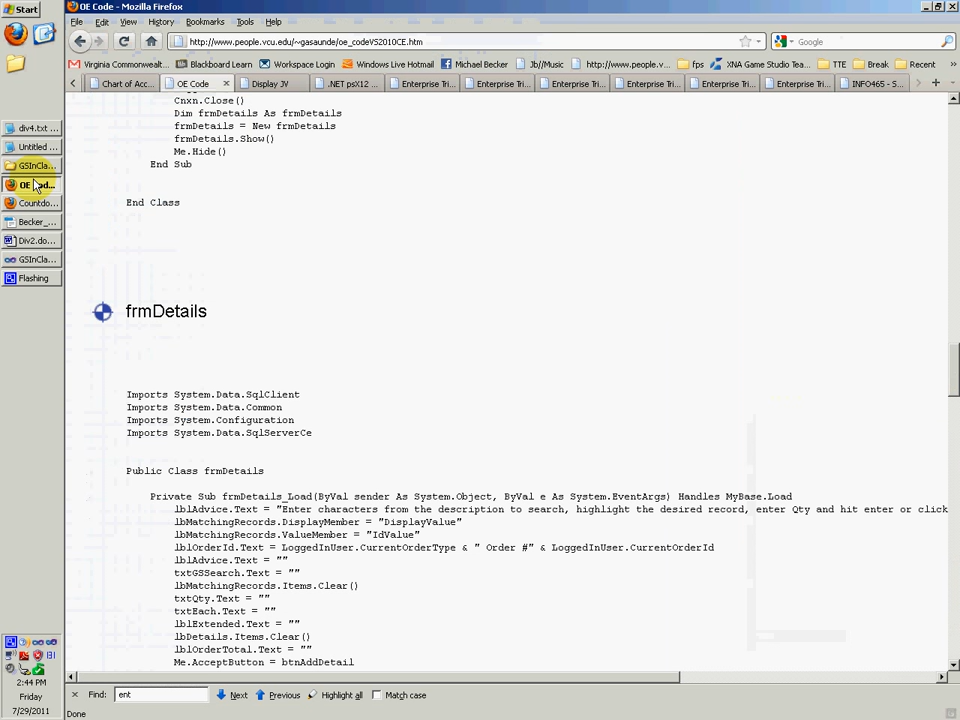 Start
OE Code - Mozilla Firefox
File Edit View History Bookmarks Tools Help
http://www.people.vcu.edu/~gasaunde/oe_codeVS2010CE.htm
Google
Virginia Commonwealt... Blackboard Learn Workspace Login Windows Live Hotmail Michael Becker Jb//Music http://www.people.v... fps XNA Game Studio Tea... TTE Break Recent »
Chart of Acc... OE Code Display JV .NET psX12 ... Enterprise Tri... Enterprise Tri... Enterprise Tri... Enterprise Tri... Enterprise Tri... Enterprise Tri... INFO465 - S...
div4.txt ...
Untitled ...
GSInCla...
OE
Countdo...
Becker_...
Div2.do...
GSInCla...
Flashing
Cnxn.Close()
Dim frmDetails As frmDetails
frmDetails = New frmDetails
frmDetails.Show()
Me.Hide()
End Sub
End Class
frmDetails
Imports System.Data.SqlClient
Imports System.Data.Common
Imports System.Configuration
Imports System.Data.SqlServerCe
Public Class frmDetails
Private Sub frmDetails_Load(ByVal sender As System.Object, ByVal e As System.EventArgs) Handles MyBase.Load
lblAdvice.Text = "Enter characters from the description to search, highlight the desired record, enter Qty and hit enter or click
lbMatchingRecords.DisplayMember = "DisplayValue"
lbMatchingRecords.ValueMember = "IdValue"
lblOrderId.Text = LoggedInUser.CurrentOrderType & " Order #" & LoggedInUser.CurrentOrderId
lblAdvice.Text = ""
txtGSSearch.Text = ""
lbMatchingRecords.Items.Clear()
txtQty.Text = ""
txtEach.Text = ""
lblExtended.Text = ""
lbDetails.Items.Clear()
lblOrderTotal.Text = ""
Me.AcceptButton = btnAddDetail
2:44 PM
Friday
7/29/2011
Find: ent Next Previous Highlight all Match case
Done